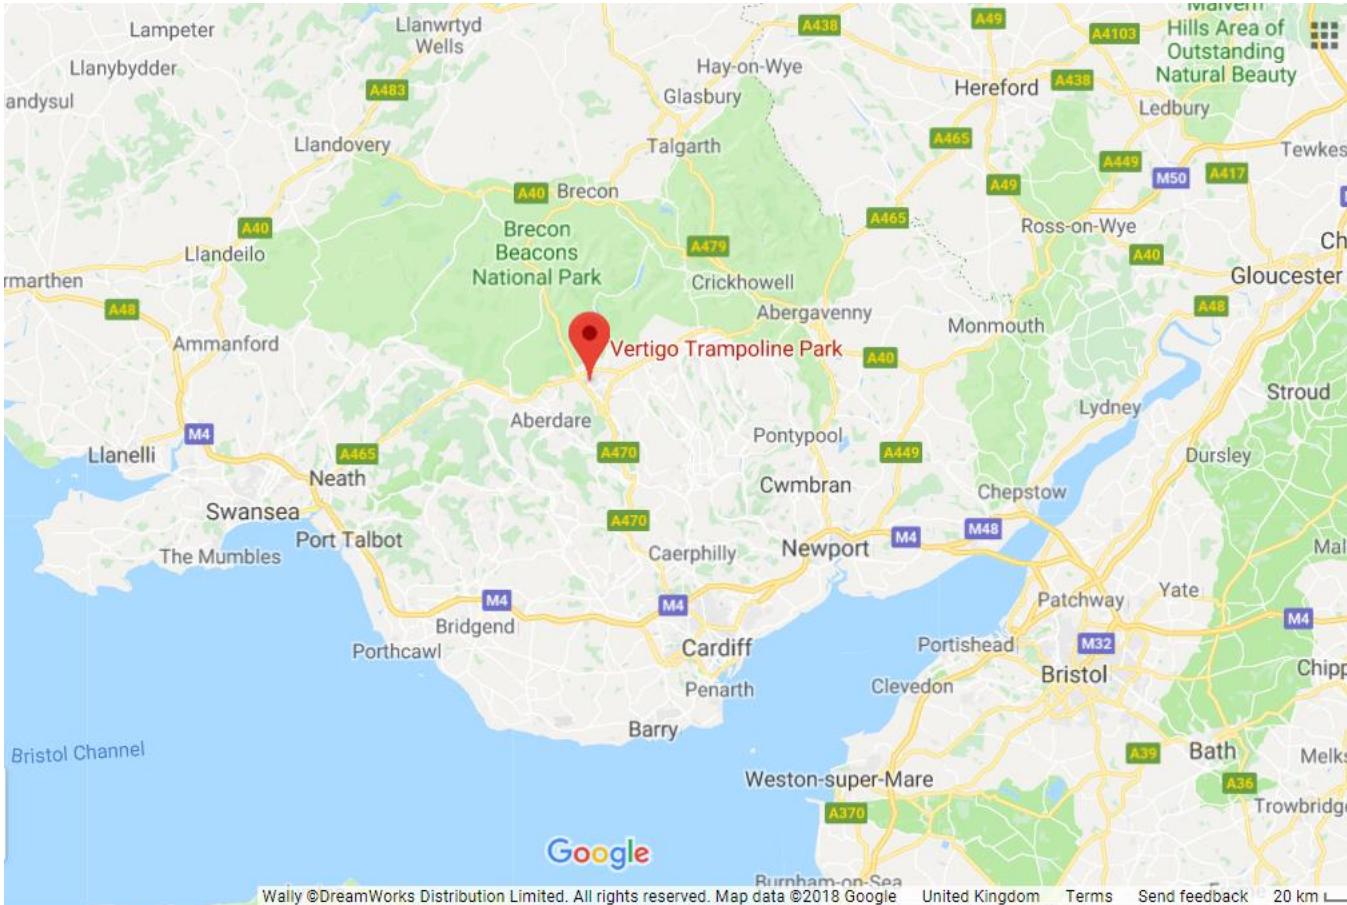 Lampeter
Llanwrtyd
Wells
A438
A49
A4103
Malvern
Hills Area of
Outstanding
Natural Beauty
Llanybydder
Hay-on-Wye
Hereford
A438
andysul
A483
Glasbury
Ledbury
Llandovery
Talgarth
A465
A449
Tewkes
A40
Brecon
A49
M50
A417
A40
Brecon
Beacons
National Park
A465
Ross-on-Wye
Llandeilo
A479
A40
Ch
rmarthen
Crickhowell
Gloucester
A48
Abergavenny
A48
Ammanford
Vertigo Trampoline Park
Monmouth
A40
Stroud
Aberdare
Lydney
M4
Pontypool
Llanelli
A465
A470
A449
Dursley
Neath
Cwmbran
Chepstow
Swansea
A470
M48
Port Talbot
Newport
M4
The Mumbles
Caerphilly
Mal
M4
M4
Patchway
Yate
Bridgend
M4
Porthcawl
Cardiff
Portishead
M32
Penarth
Clevedon
Bristol
Chipp
Barry
Bristol Channel
A39
Bath
Melks
Weston-super-Mare
A36
A370
Trowbridge
Google
Burnham-on-Sea
Wally ©DreamWorks Distribution Limited. All rights reserved. Map data ©2018 Google United Kingdom Terms Send feedback 20 km